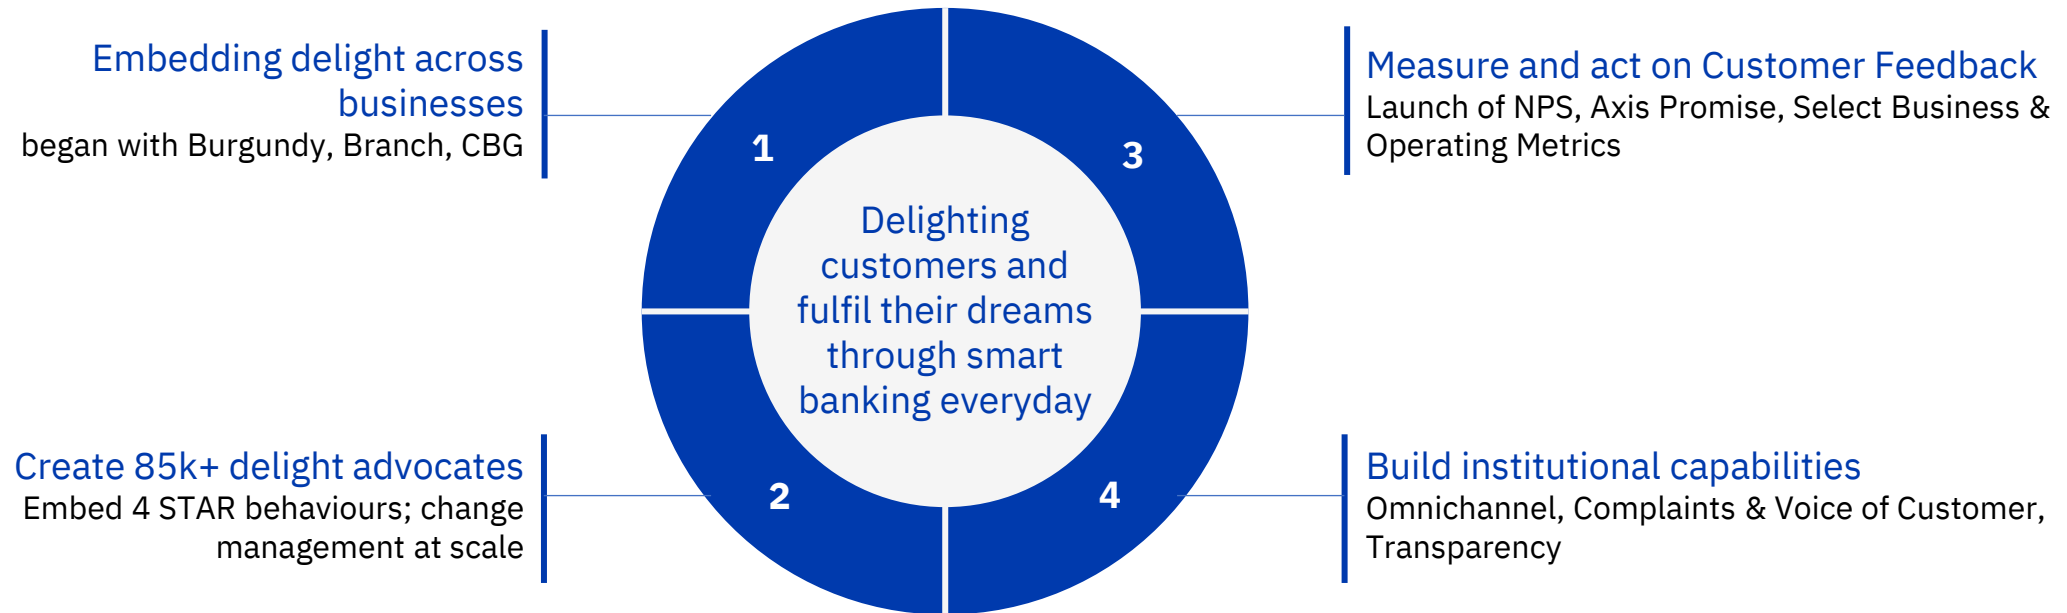 Embedding delight across
businesses
began with Burgundy, Branch, CBG
1
Create 85k+ delight advocates
Embed 4 STAR behaviours; change
management at scale
2
Delighting
customers and
fulfil their dreams
through smart
banking everyday
3
Measure and act on Customer Feedback
Launch of NPS, Axis Promise, Select Business &
Operating Metrics
4
Build institutional capabilities
Omnichannel, Complaints & Voice of Customer,
Transparency